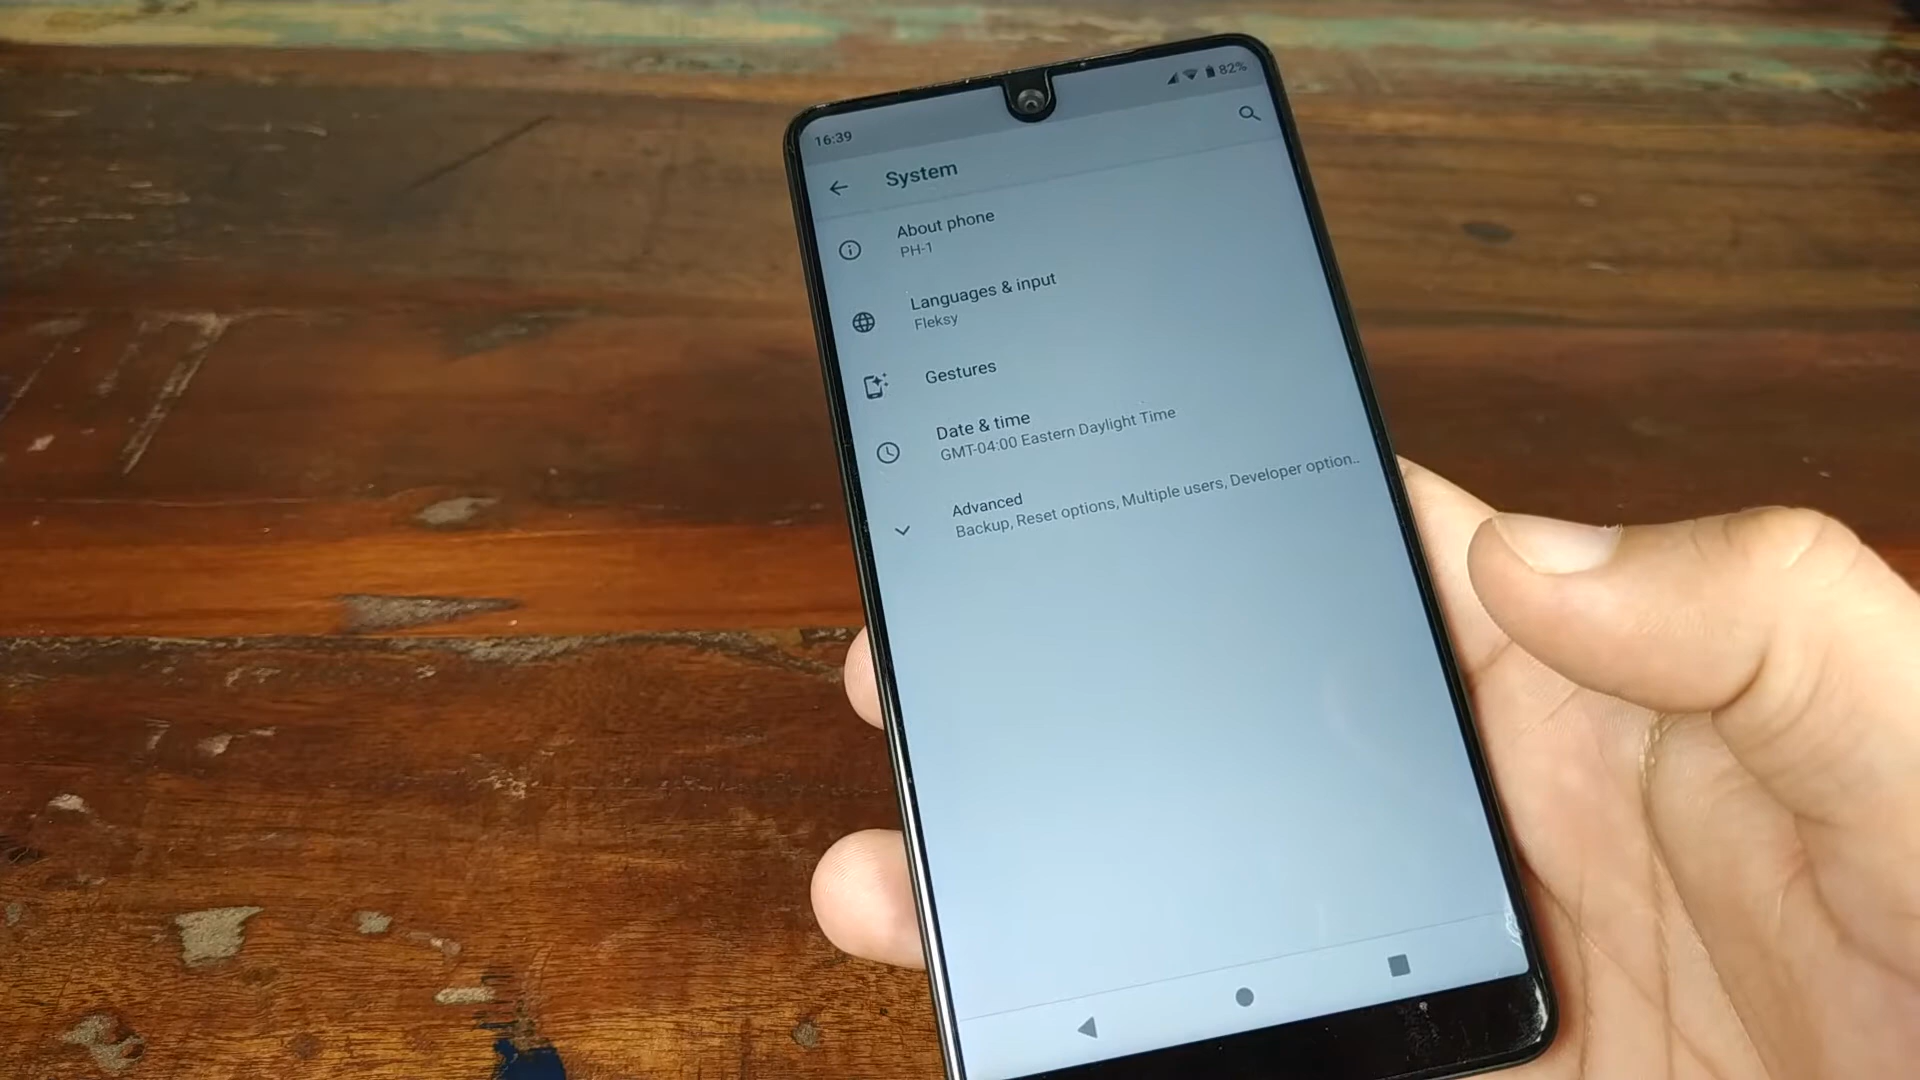 16:39
82%
System
About phone
PH-1
Languages & input
Fleksy
Gestures
Date & time
GMT-04:00 Eastern Daylight Time
Advanced
Backup, Reset options, Multiple users, Developer option..